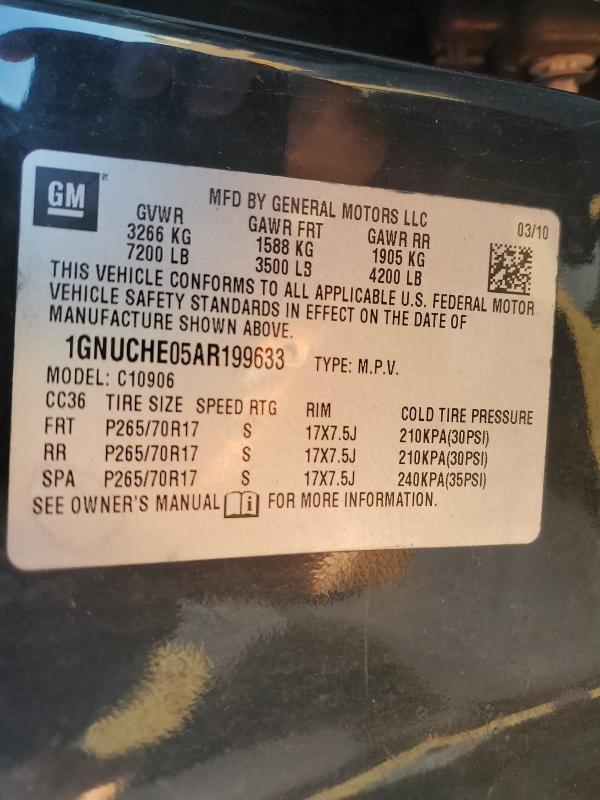 GM
MFD BY GENERAL MOTORS LLC
03/10
GVWR GAWR FRT GAWR RR
3266 KG 1588 KG 1905 KG
7200 LB 3500 LB 4200 LB
THIS VEHICLE CONFORMS TO ALL APPLICABLE U.S. FEDERAL MOTOR
VEHICLE SAFETY STANDARDS IN EFFECT ON THE DATE OF
MANUFACTURE SHOWN ABOVE.
1GNUCHE05AR199633 TYPE: M.P.V.
MODEL: C10906
CC36 TIRE SIZE SPEED RTG RIM COLD TIRE PRESSURE
FRT P265/70R17 S 17X7.5J 210KPA(30PSI)
RR P265/70R17 S 17X7.5J 210KPA(30PSI)
SPA P265/70R17 S 17X7.5J 240KPA(35PSI)
SEE OWNER'S MANUAL i FOR MORE INFORMATION.